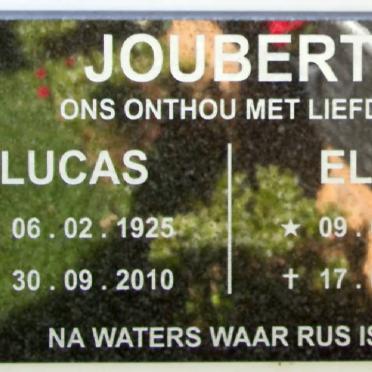 JOUBERT
ONS ONTHOU MET LIEFD
LUCAS EL
06 . 02 . 1925 ★ 09 .
30 . 09 . 2010 ✝ 17 .
NA WATERS WAAR RUS IS